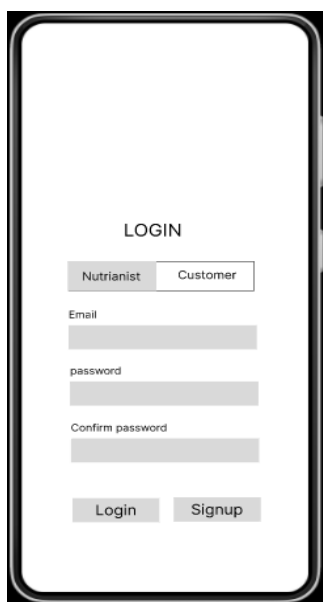 LOGIN
Nutrianist Customer
Email
password
Confirm password
Login Signup